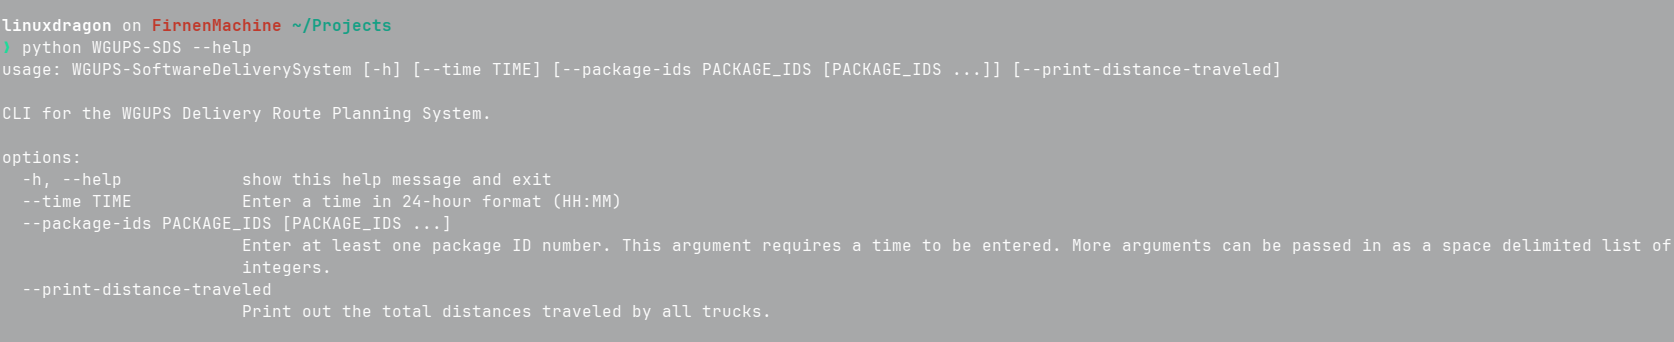 linuxdragon on FirnenMachine ~/Projects
❯ python WGUPS-SDS --help
usage: WGUPS-SoftwareDeliverySystem [-h] [--time TIME] [--package-ids PACKAGE_IDS [PACKAGE_IDS ...]] [--print-distance-traveled]
CLI for the WGUPS Delivery Route Planning System.
options:
  -h, --help            show this help message and exit
  --time TIME           Enter a time in 24-hour format (HH:MM)
  --package-ids PACKAGE_IDS [PACKAGE_IDS ...]
                        Enter at least one package ID number. This argument requires a time to be entered. More arguments can be passed in as a space delimited list of
                        integers.
  --print-distance-traveled
                        Print out the total distances traveled by all trucks.